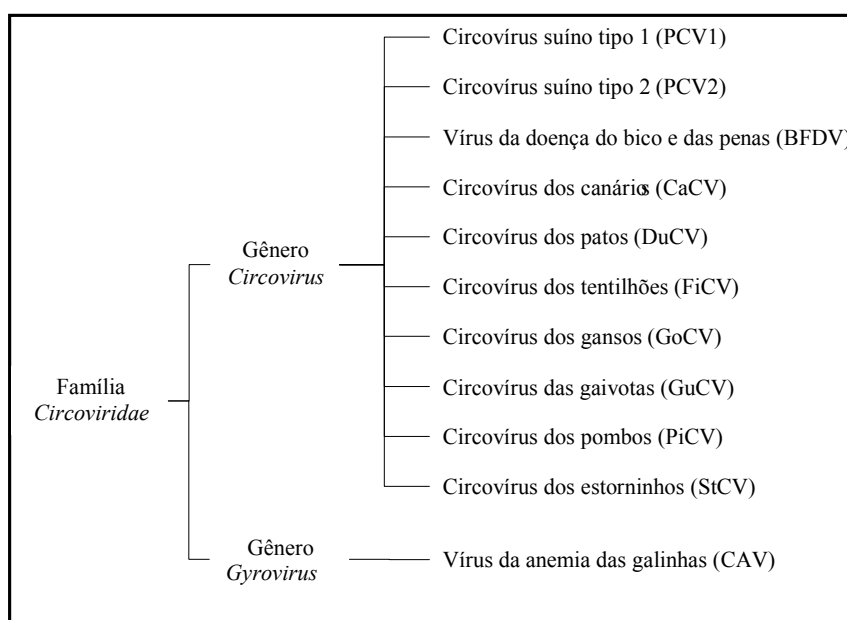 Circovírus suíno tipo 1 (PCV1)
Circovírus suíno tipo 2 (PCV2)
Vírus da doença do bico e das penas (BFDV)
Circovírus dos canários (CaCV)
Circovírus dos patos (DuCV)
Gênero
Circovirus
Circovírus dos tentilhões (FiCV)
Circovírus dos gansos (GoCV)
Circovírus das gaivotas (GuCV)
Família
Circoviridae
Circovírus dos pombos (PiCV)
Circovírus dos estorninhos (StCV)
Gênero
Gyrovirus
Vírus da anemia das galinhas (CAV)